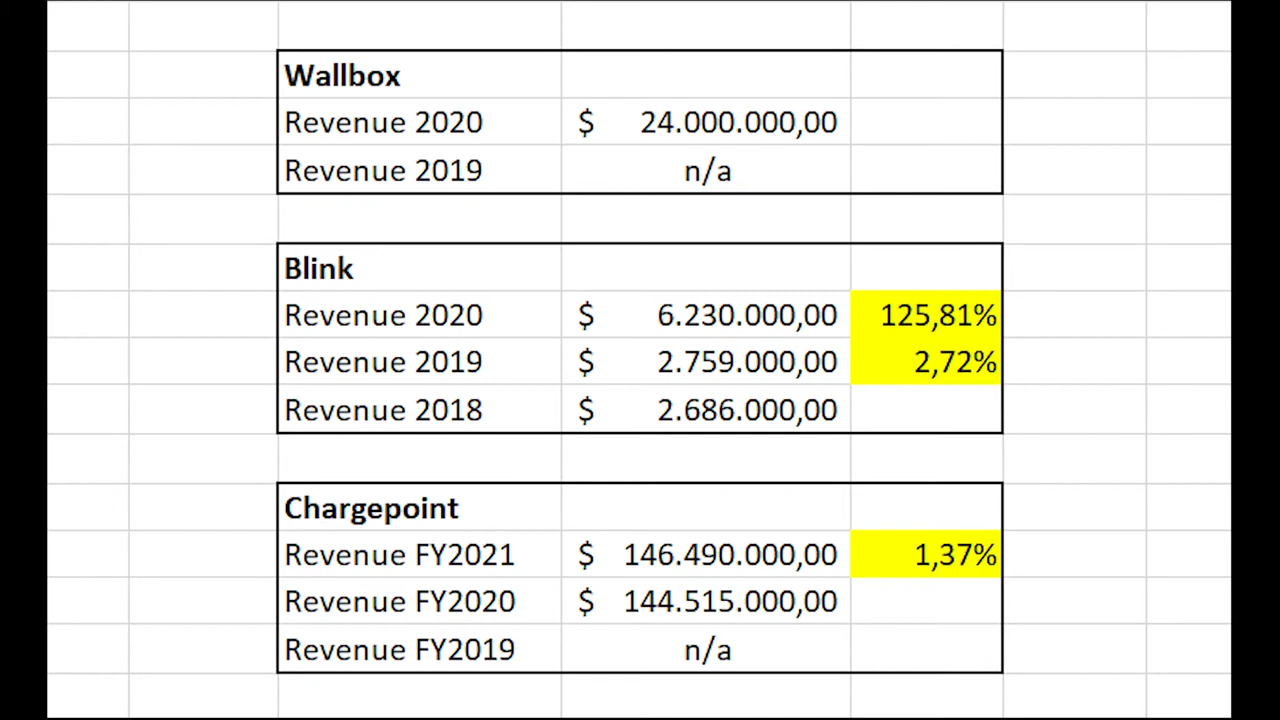 Wallbox
Revenue 2020 $ 24.000.000,00
Revenue 2019 n/a
Blink
Revenue 2020 $ 6.230.000,00 125,81%
Revenue 2019 $ 2.759.000,00 2,72%
Revenue 2018 $ 2.686.000,00
Chargepoint
Revenue FY2021 $ 146.490.000,00 1,37%
Revenue FY2020 $ 144.515.000,00
Revenue FY2019 n/a